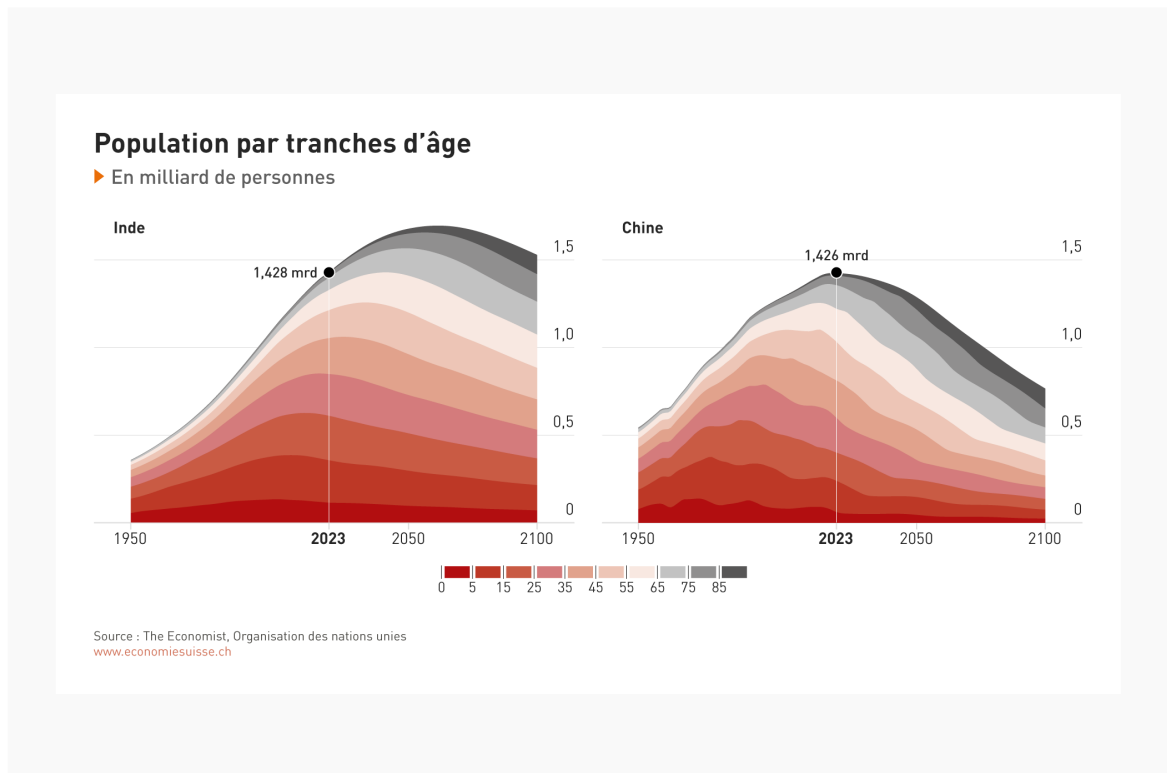 Population par tranches d’âge
En milliard de personnes
Inde
1,5
1,428 mrd
1,0
0,5
0
1950 2023 2050 2100
Chine
1,5
1,426 mrd
1,0
0,5
0
1950 2023 2050 2100
0 5 15 25 35 45 55 65 75 85
Source : The Economist, Organisation des nations unies
www.economiesuisse.ch